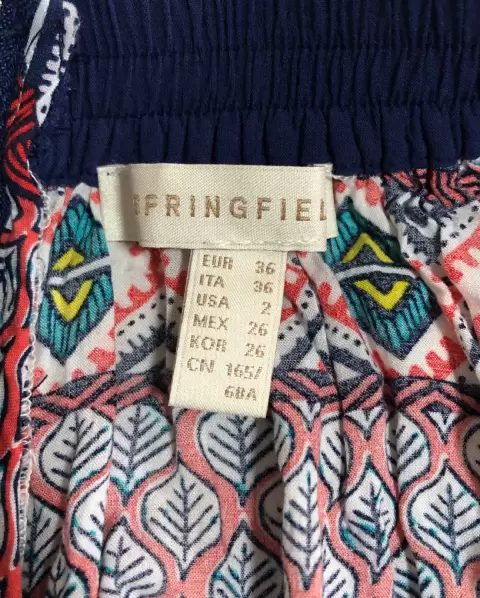 SPRINGFIEL
EUR 36
ITA 36
USA 2
MEX 26
KOR 26
CN 165/
68A